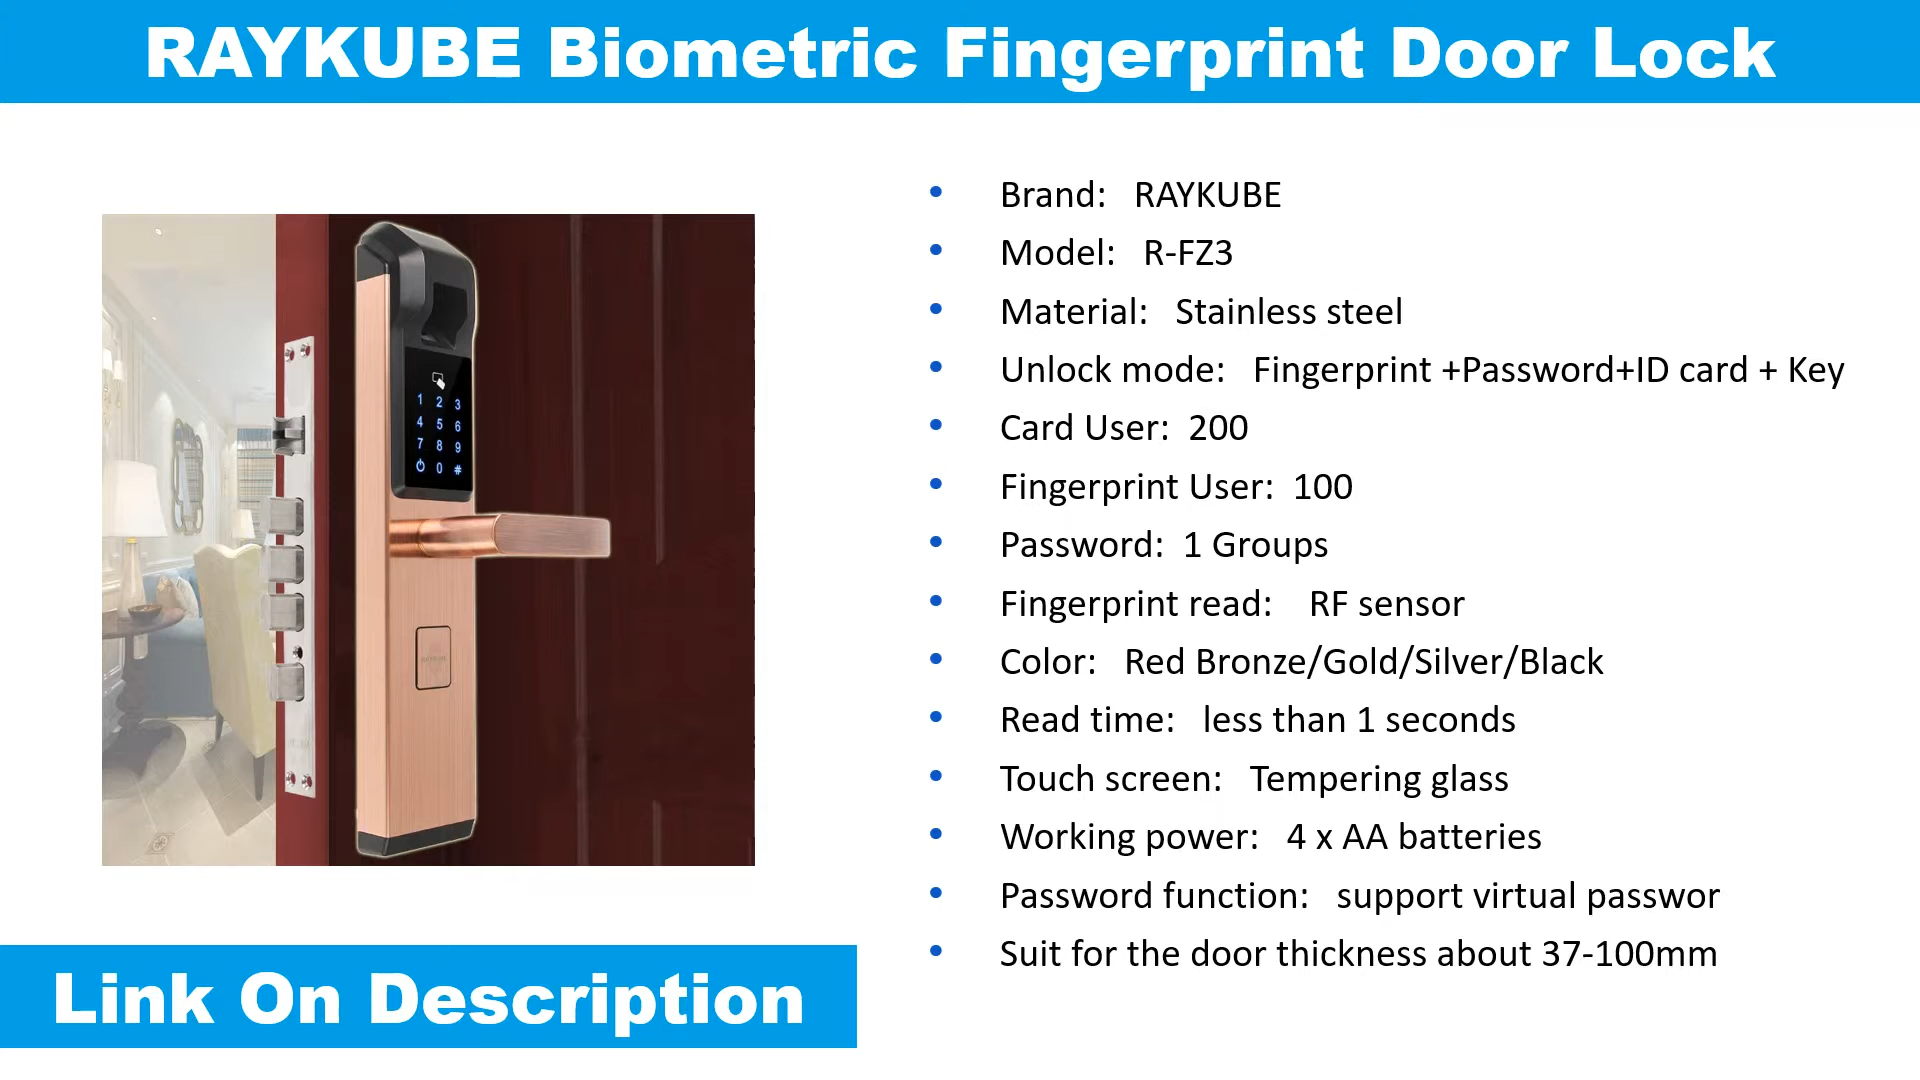 RAYKUBE Biometric Fingerprint Door Lock
• Brand: RAYKUBE
• Model: R-FZ3
• Material: Stainless steel
• Unlock mode: Fingerprint +Password+ID card + Key
• Card User: 200
• Fingerprint User: 100
• Password: 1 Groups
• Fingerprint read: RF sensor
• Color: Red Bronze/Gold/Silver/Black
• Read time: less than 1 seconds
• Touch screen: Tempering glass
• Working power: 4 x AA batteries
• Password function: support virtual passwor
• Suit for the door thickness about 37-100mm
1 2 3
4 5 6
7 8 9
0 #
RAYKUBE
Link On Description